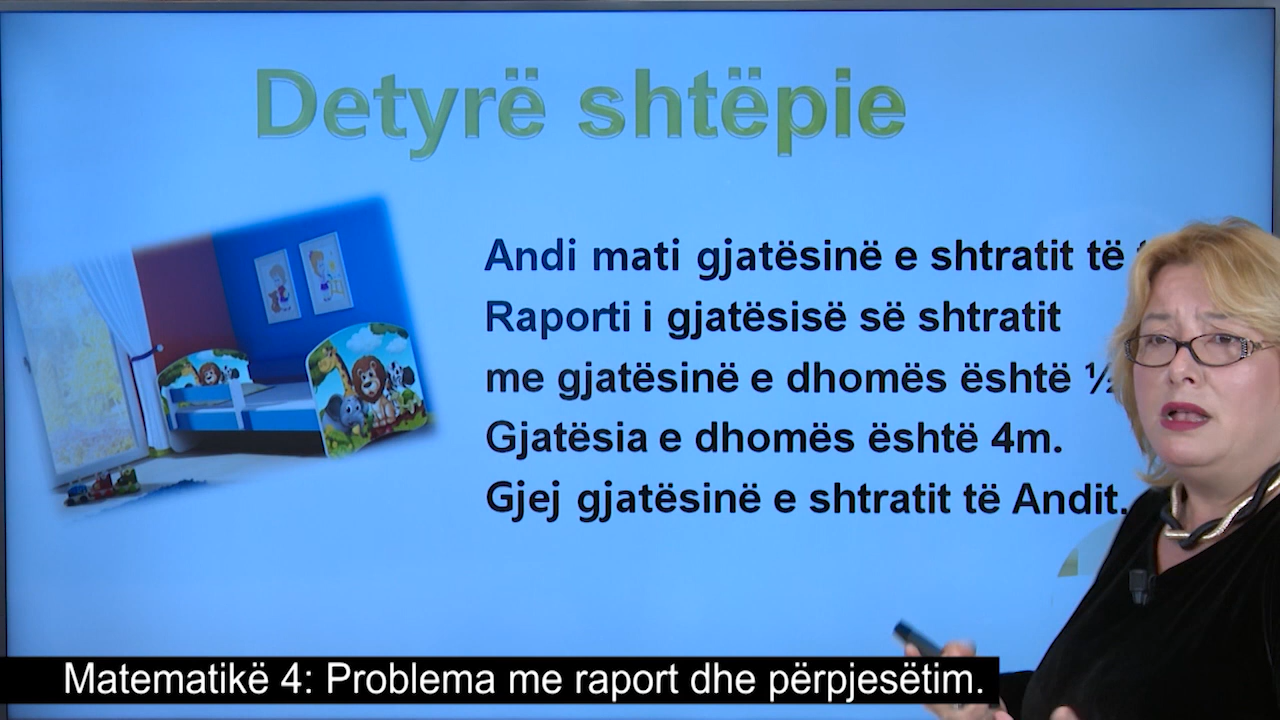 Detyrë shtëpie
Andi mati gjatësinë e shtratit të
Raporti i gjatësisë së shtratit
me gjatësinë e dhomës është ½
Gjatësia e dhomës është 4m.
Gjej gjatësinë e shtratit të Andit.
Matematikë 4: Problema me raport dhe përpjesëtim.